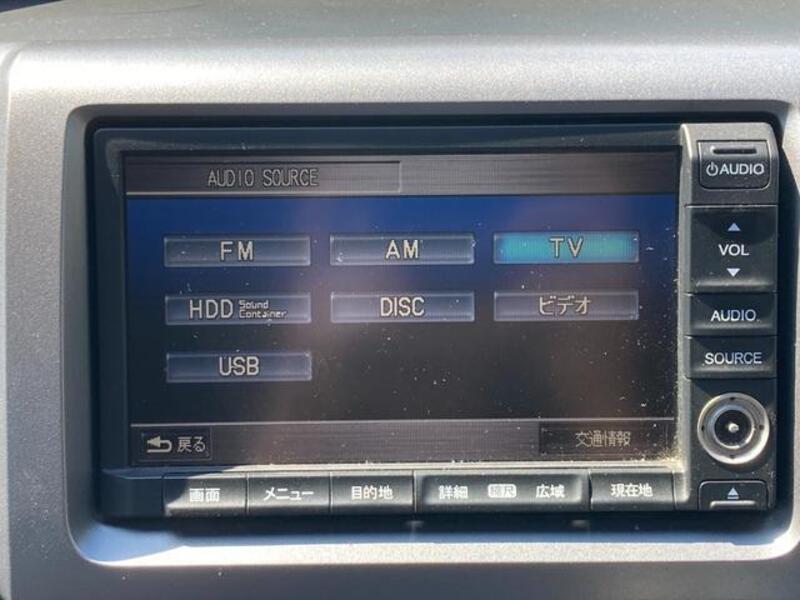 AUDIO SOURCE
AUDIO
FM AM TV
VOL
HDD Sound Container DISC ビデオ
AUDIO
USB
SOURCE
戻る 交通情報
画面 メニュー 目的地 詳細 縮尺 広域 現在地